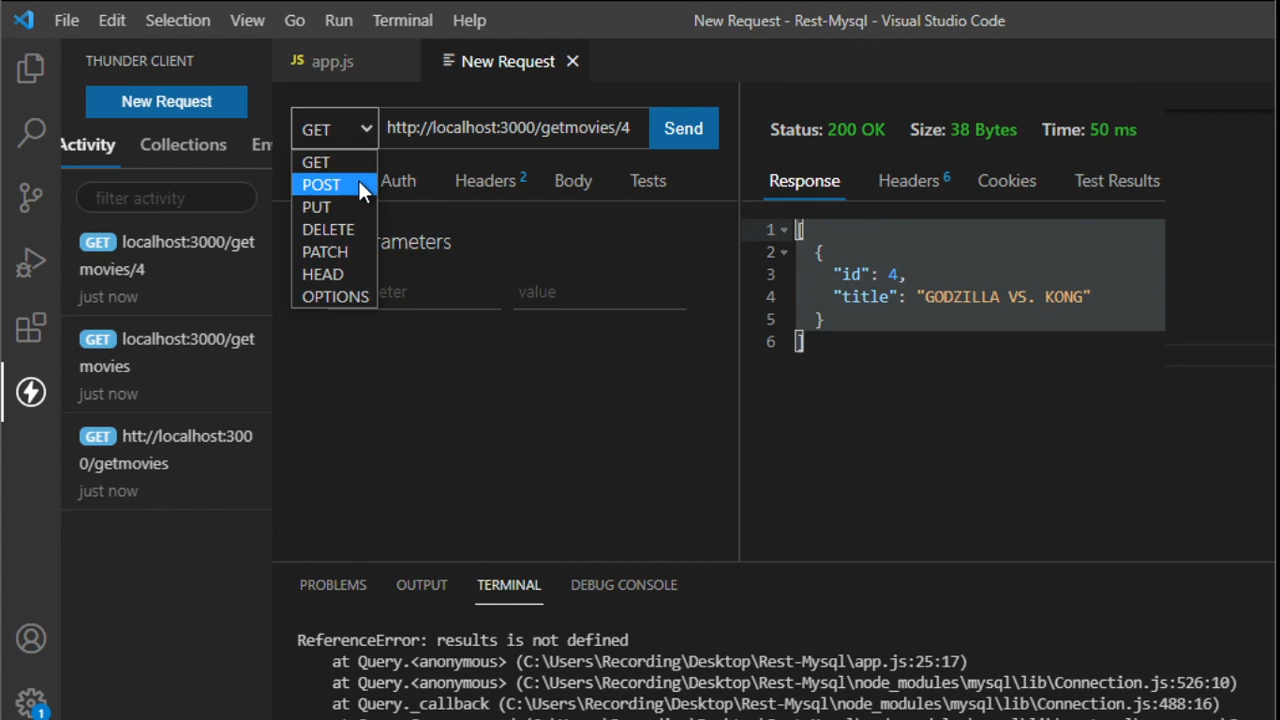 File Edit Selection View Go Run Terminal Help New Request - Rest-Mysql - Visual Studio Code
THUNDER CLIENT
New Request
Activity Collections En
filter activity
GET localhost:3000/get
movies/4
just now
GET localhost:3000/get
movies
just now
GET htt://localhost:300
0/getmovies
just now
1
JS app.js
New Request
GET http://localhost:3000/getmovies/4 Send
GET
POST
PUT
DELETE
PATCH
HEAD
OPTIONS
Auth Headers 2 Body Tests
rameters
eter value
Status: 200 OK Size: 38 Bytes Time: 50 ms
Response Headers 6 Cookies Test Results
1 [
2 {
3 "id": 4,
4 "title": "GODZILLA VS. KONG"
5 }
6 ]
PROBLEMS OUTPUT TERMINAL DEBUG CONSOLE
ReferenceError: results is not defined
at Query.<anonymous> (C:\Users\Recording\Desktop\Rest-Mysql\app.js:25:17)
at Query.<anonymous> (C:\Users\Recording\Desktop\Rest-Mysql\node_modules\mysql\lib\Connection.js:526:10)
at Query._callback (C:\Users\Recording\Desktop\Rest-Mysql\node_modules\mysql\lib\Connection.js:488:16)